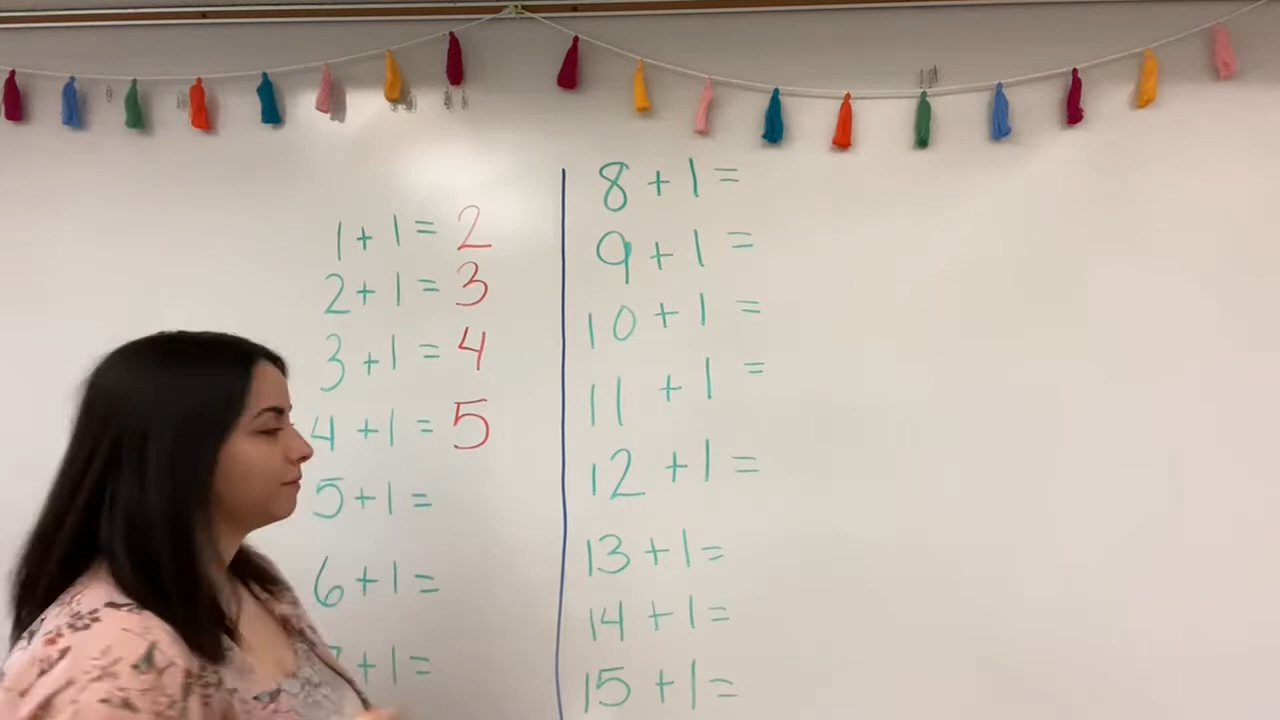 1 + 1 = 2
2 + 1 = 3
3 + 1 = 4
4 + 1 = 5
5 + 1 =
6 + 1 =
+ 1 =
8 + 1 =
9 + 1 =
10 + 1 =
11 + 1 =
12 + 1 =
13 + 1 =
14 + 1 =
15 + 1 =